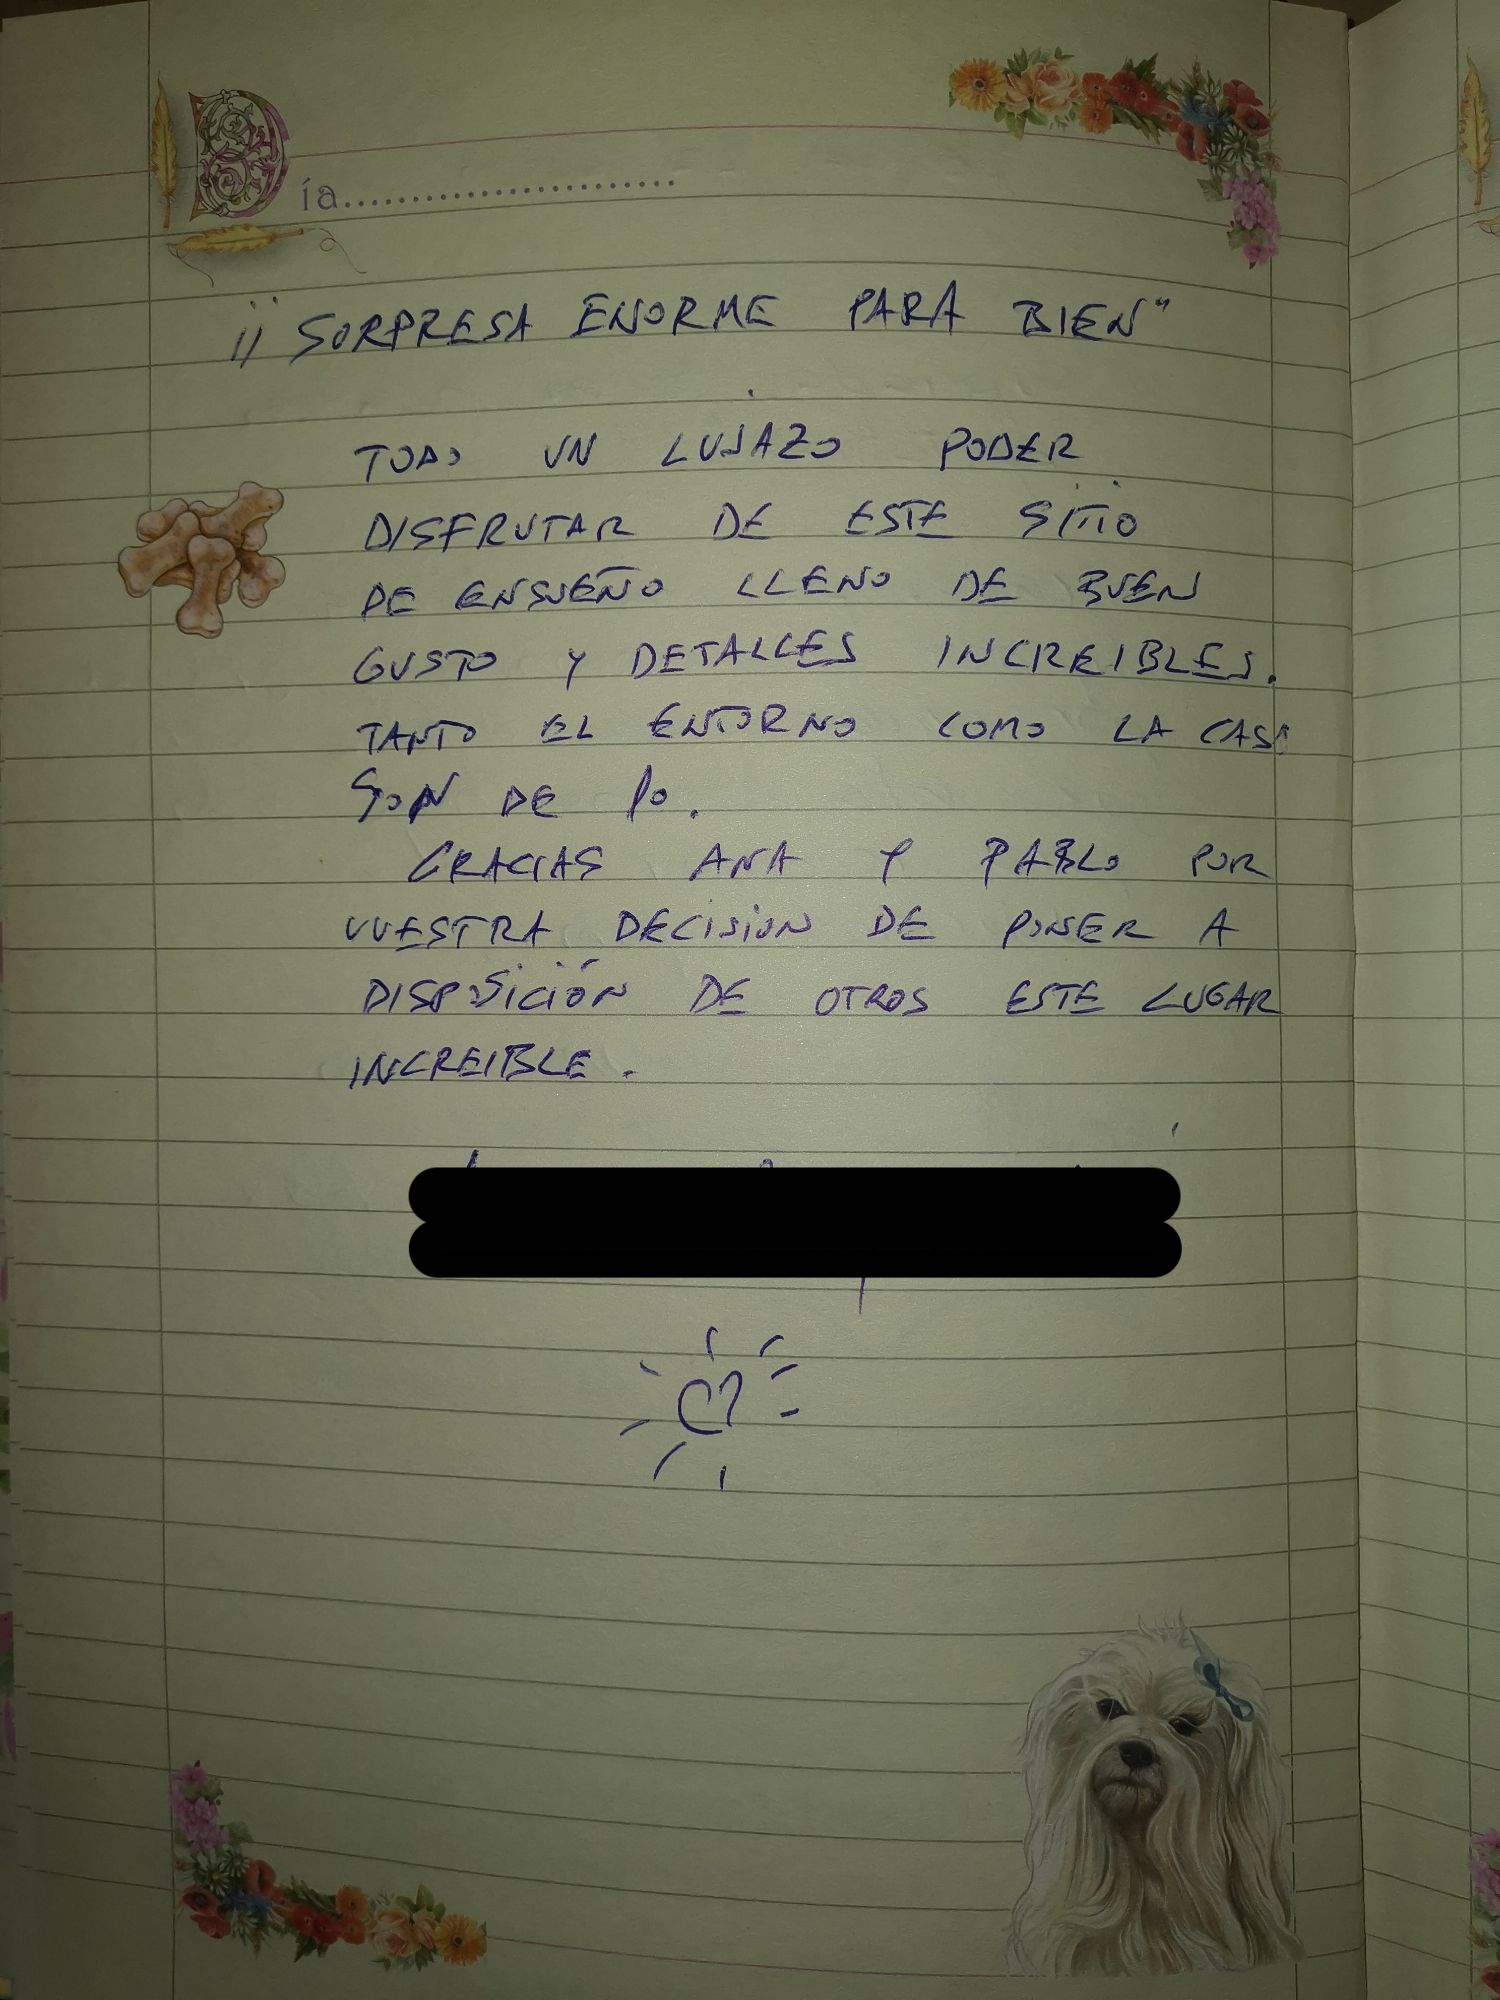 Día........................
¡¡ SORPRESA ENORME PARA BIEN"
TODO UN LUJAZO PODER
DISFRUTAR DE ESTE SITIO
DE ENSUEÑO LLENO DE BUEN
GUSTO Y DETALLES INCREIBLES.
TANTO EL ENTORNO COMO LA CASA
SON DE 10.
GRACIAS ANA Y PABLO POR
VUESTRA DECISION DE PONER A
DISPOSICIÓN DE OTROS ESTE LUGAR
INCREIBLE.